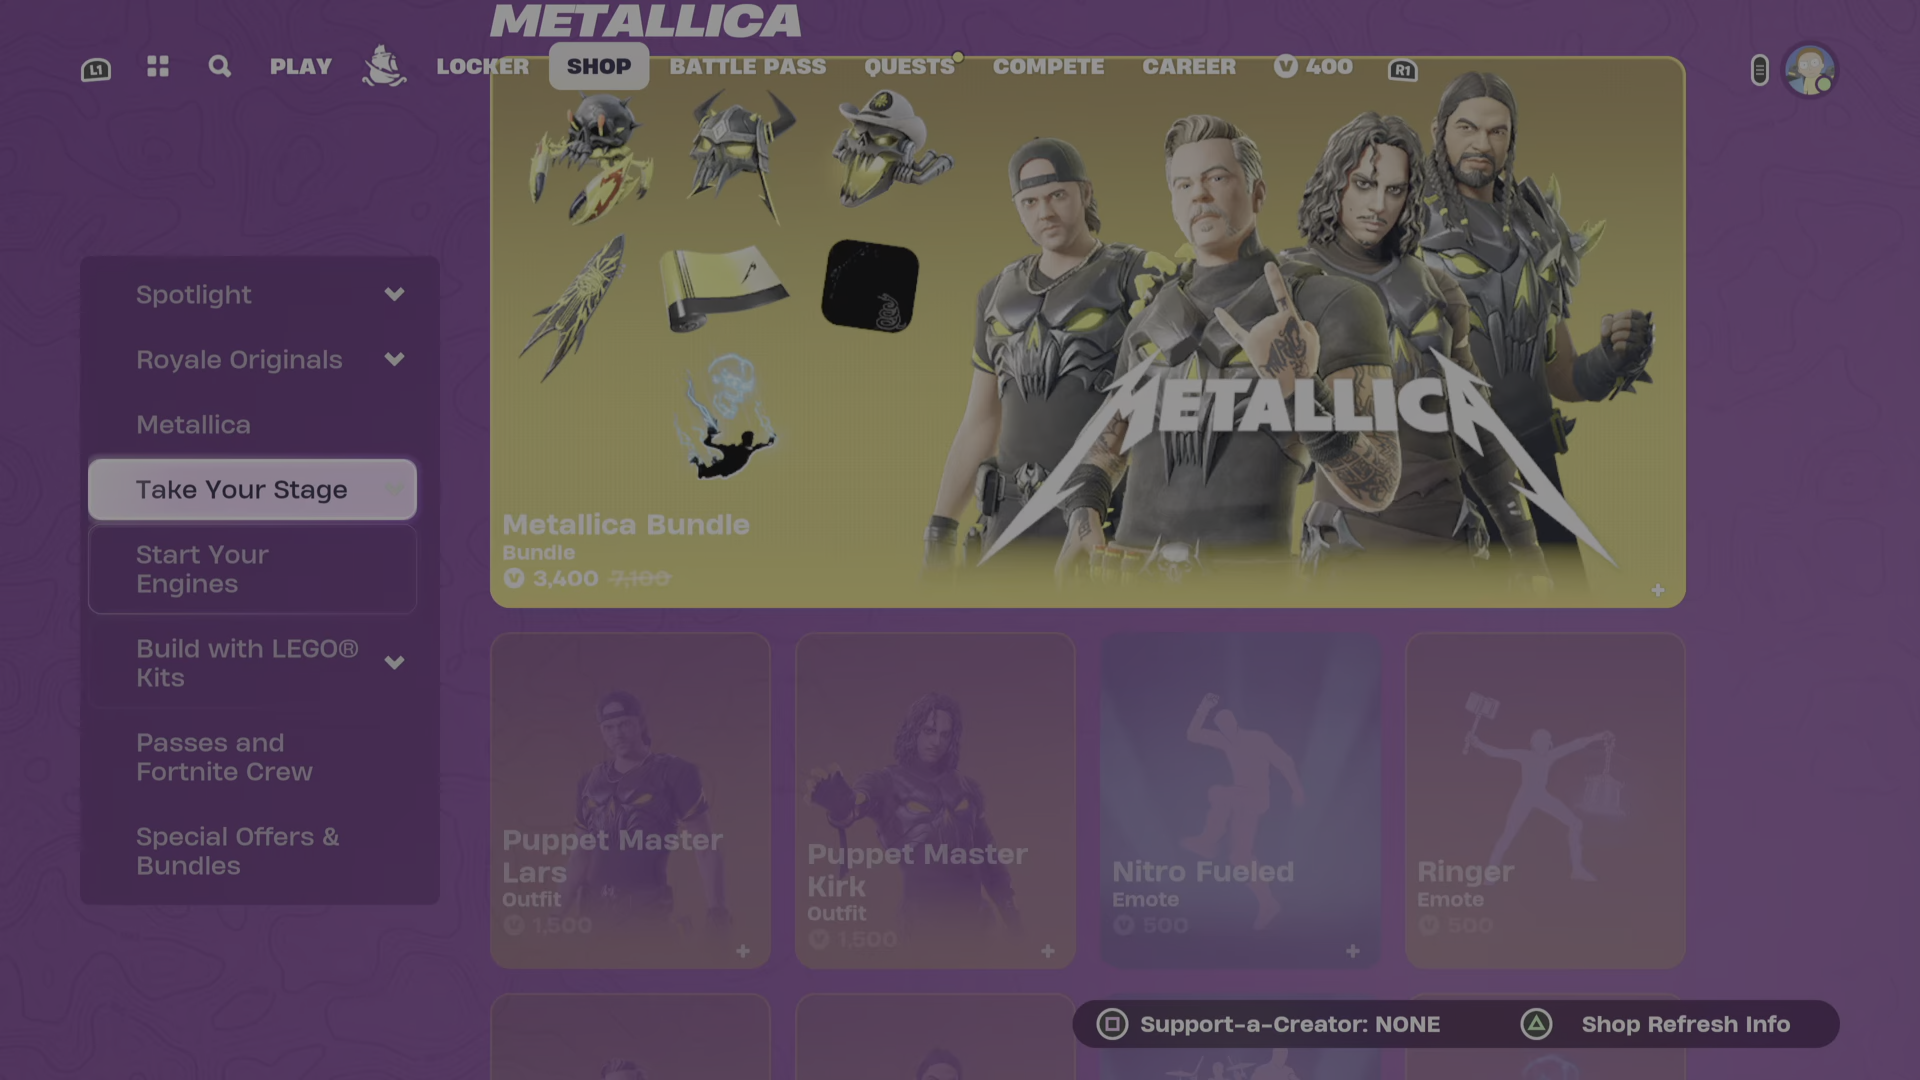 METALLICA
L1
PLAY
LOCKER
SHOP
BATTLE PASS
QUESTS
COMPETE
CAREER
400
R1
Spotlight
Royale Originals
Metallica
Take Your Stage
Start Your
Engines
Build with LEGO®
Kits
Passes and
Fortnite Crew
Special Offers &
Bundles
METALLICA
Metallica Bundle
Bundle
3,400 7,100
Puppet Master
Lars
Outfit
1,500
Puppet Master
Kirk
Outfit
1,500
Nitro Fueled
Emote
500
Ringer
Emote
500
Support-a-Creator: NONE
Shop Refresh Info